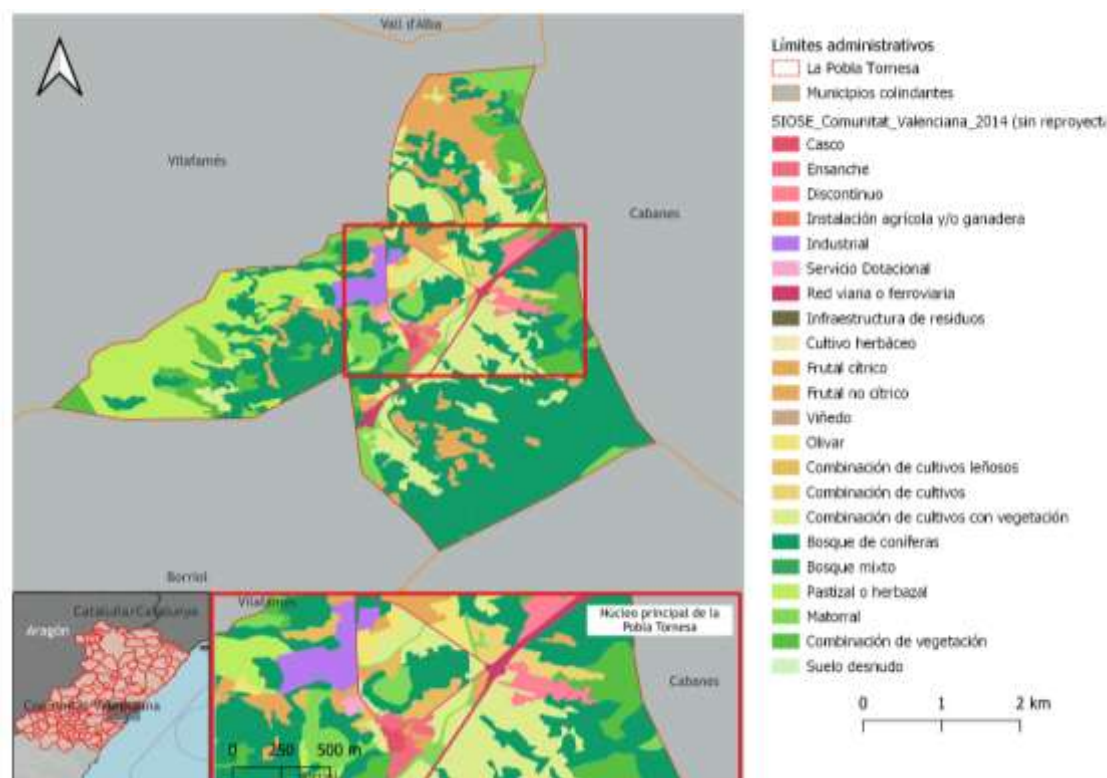 Vall d'Alba
Vilafamés
Cabanes
Borriol
Límites administrativos
La Pobla Tornesa
Municipios colindantes
SIOSE_Comunitat_Valenciana_2014 (sin reproyecta
Casco
Ensanche
Discontinuo
Instalación agrícola y/o ganadera
Industrial
Servicio Dotacional
Red viaria o ferroviaria
Infraestructura de residuos
Cultivo herbáceo
Frutal cítrico
Frutal no cítrico
Viñedo
Olivar
Combinación de cultivos leñosos
Combinación de cultivos
Combinación de cultivos con vegetación
Bosque de coníferas
Bosque mixto
Pastizal o herbazal
Matorral
Combinación de vegetación
Suelo desnudo
0 1 2 km
Cataluña/Catalunya
Aragón
Vilafamés
Núcleo principal de la
Pobla Tornesa
Cabanes
0 250 500 m